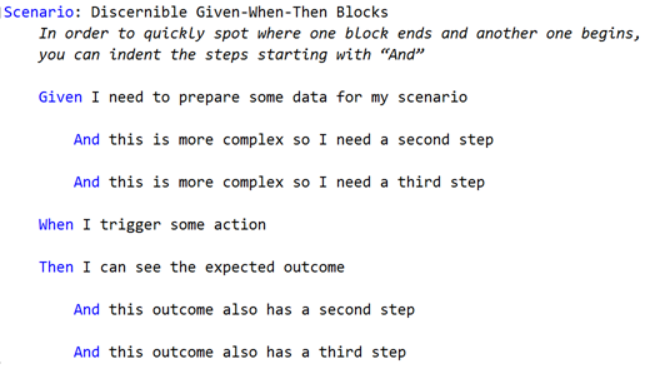 Scenario: Discernible Given-When-Then Blocks
In order to quickly spot where one block ends and another one begins,
you can indent the steps starting with “And”
Given I need to prepare some data for my scenario
And this is more complex so I need a second step
And this is more complex so I need a third step
When I trigger some action
Then I can see the expected outcome
And this outcome also has a second step
And this outcome also has a third step